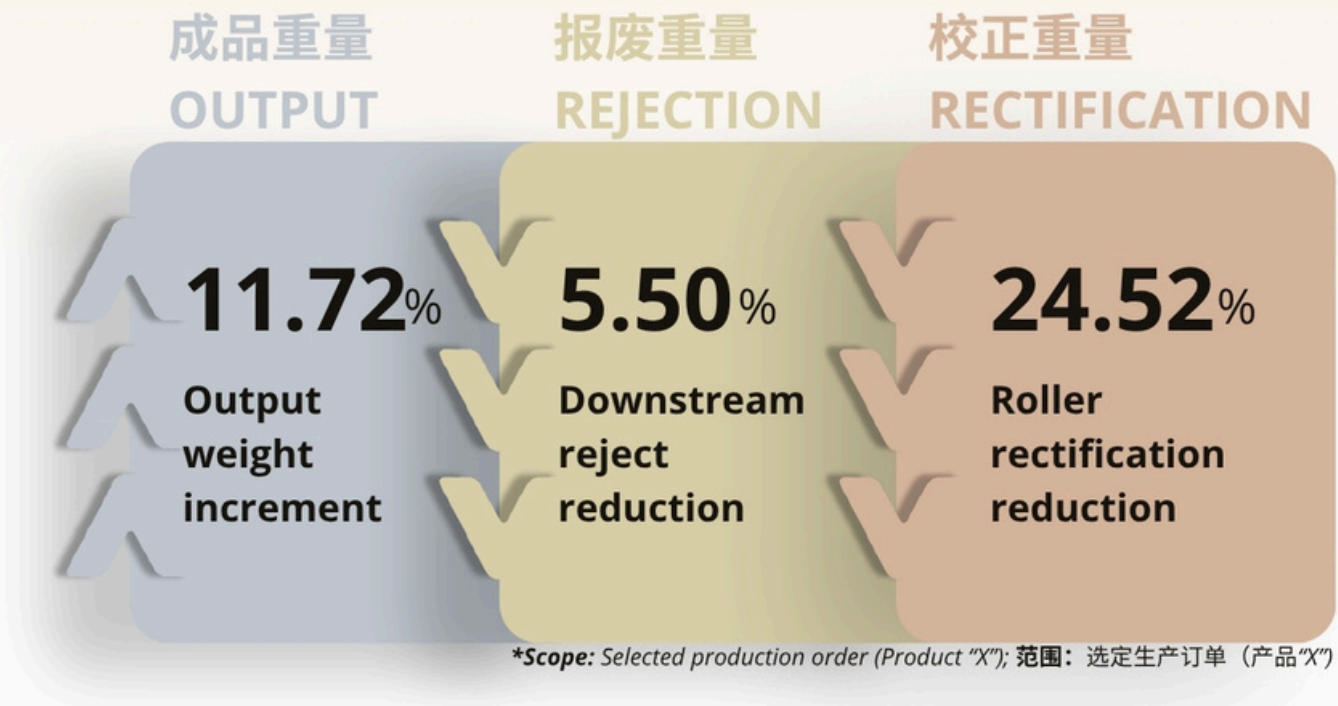 成品重量
OUTPUT
11.72%
Output
weight
increment
报废重量
REJECTION
5.50%
Downstream
reject
reduction
校正重量
RECTIFICATION
24.52%
Roller
rectification
reduction
*Scope: Selected production order (Product “X”); 范围：选定生产订单（产品“X”)